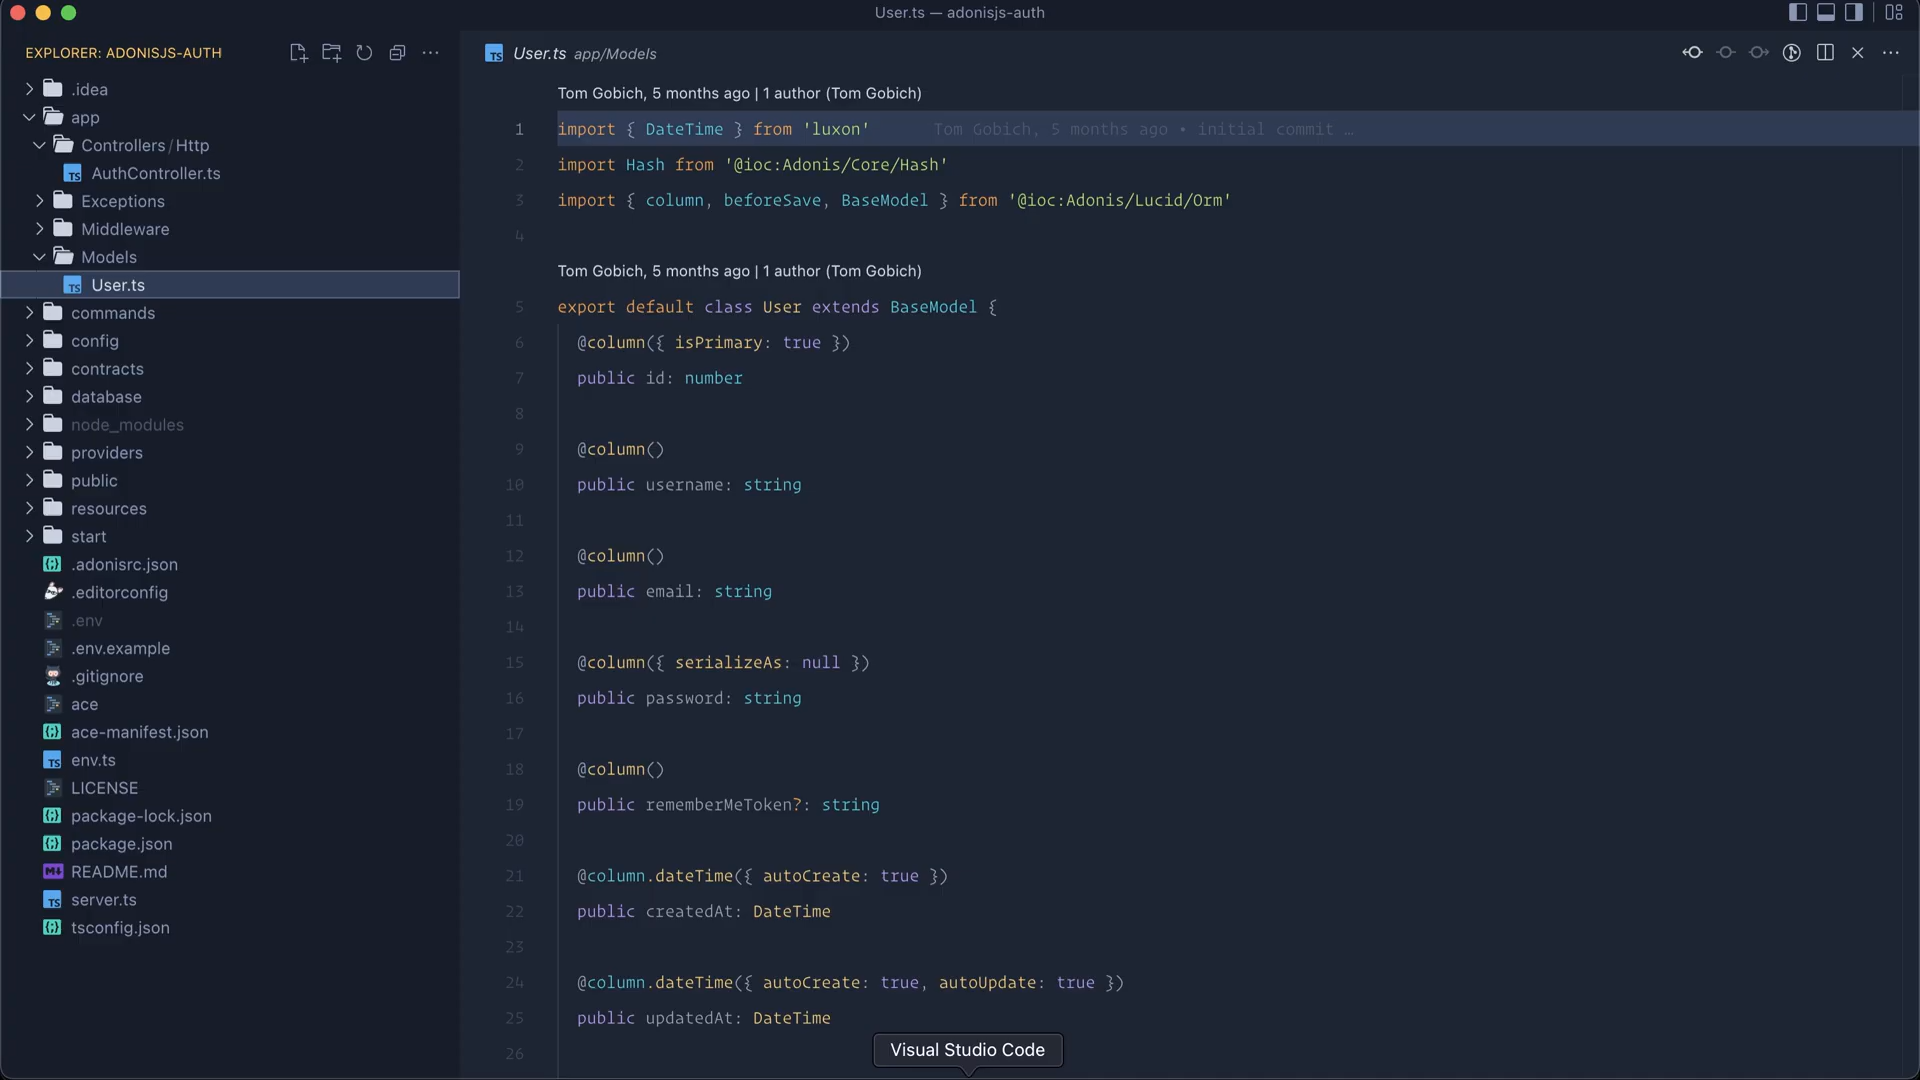 User.ts — adonisjs-auth
EXPLORER: ADONISJS-AUTH
.idea
app
Controllers/Http
AuthController.ts
Exceptions
Middleware
Models
User.ts
commands
config
contracts
database
node_modules
providers
public
resources
start
.adonisrc.json
.editorconfig
.env
.env.example
.gitignore
ace
ace-manifest.json
env.ts
LICENSE
package-lock.json
package.json
README.md
server.ts
tsconfig.json
User.ts app/Models
Tom Gobich, 5 months ago | 1 author (Tom Gobich)
1 import { DateTime } from 'luxon' Tom Gobich, 5 months ago • initial commit …
2 import Hash from '@ioc:Adonis/Core/Hash'
3 import { column, beforeSave, BaseModel } from '@ioc:Adonis/Lucid/Orm'
4
Tom Gobich, 5 months ago | 1 author (Tom Gobich)
5 export default class User extends BaseModel {
6 @column({ isPrimary: true })
7 public id: number
8
9 @column()
10 public username: string
11
12 @column()
13 public email: string
14
15 @column({ serializeAs: null })
16 public password: string
17
18 @column()
19 public rememberMeToken?: string
20
21 @column.dateTime({ autoCreate: true })
22 public createdAt: DateTime
23
24 @column.dateTime({ autoCreate: true, autoUpdate: true })
25 public updatedAt: DateTime
26
Visual Studio Code